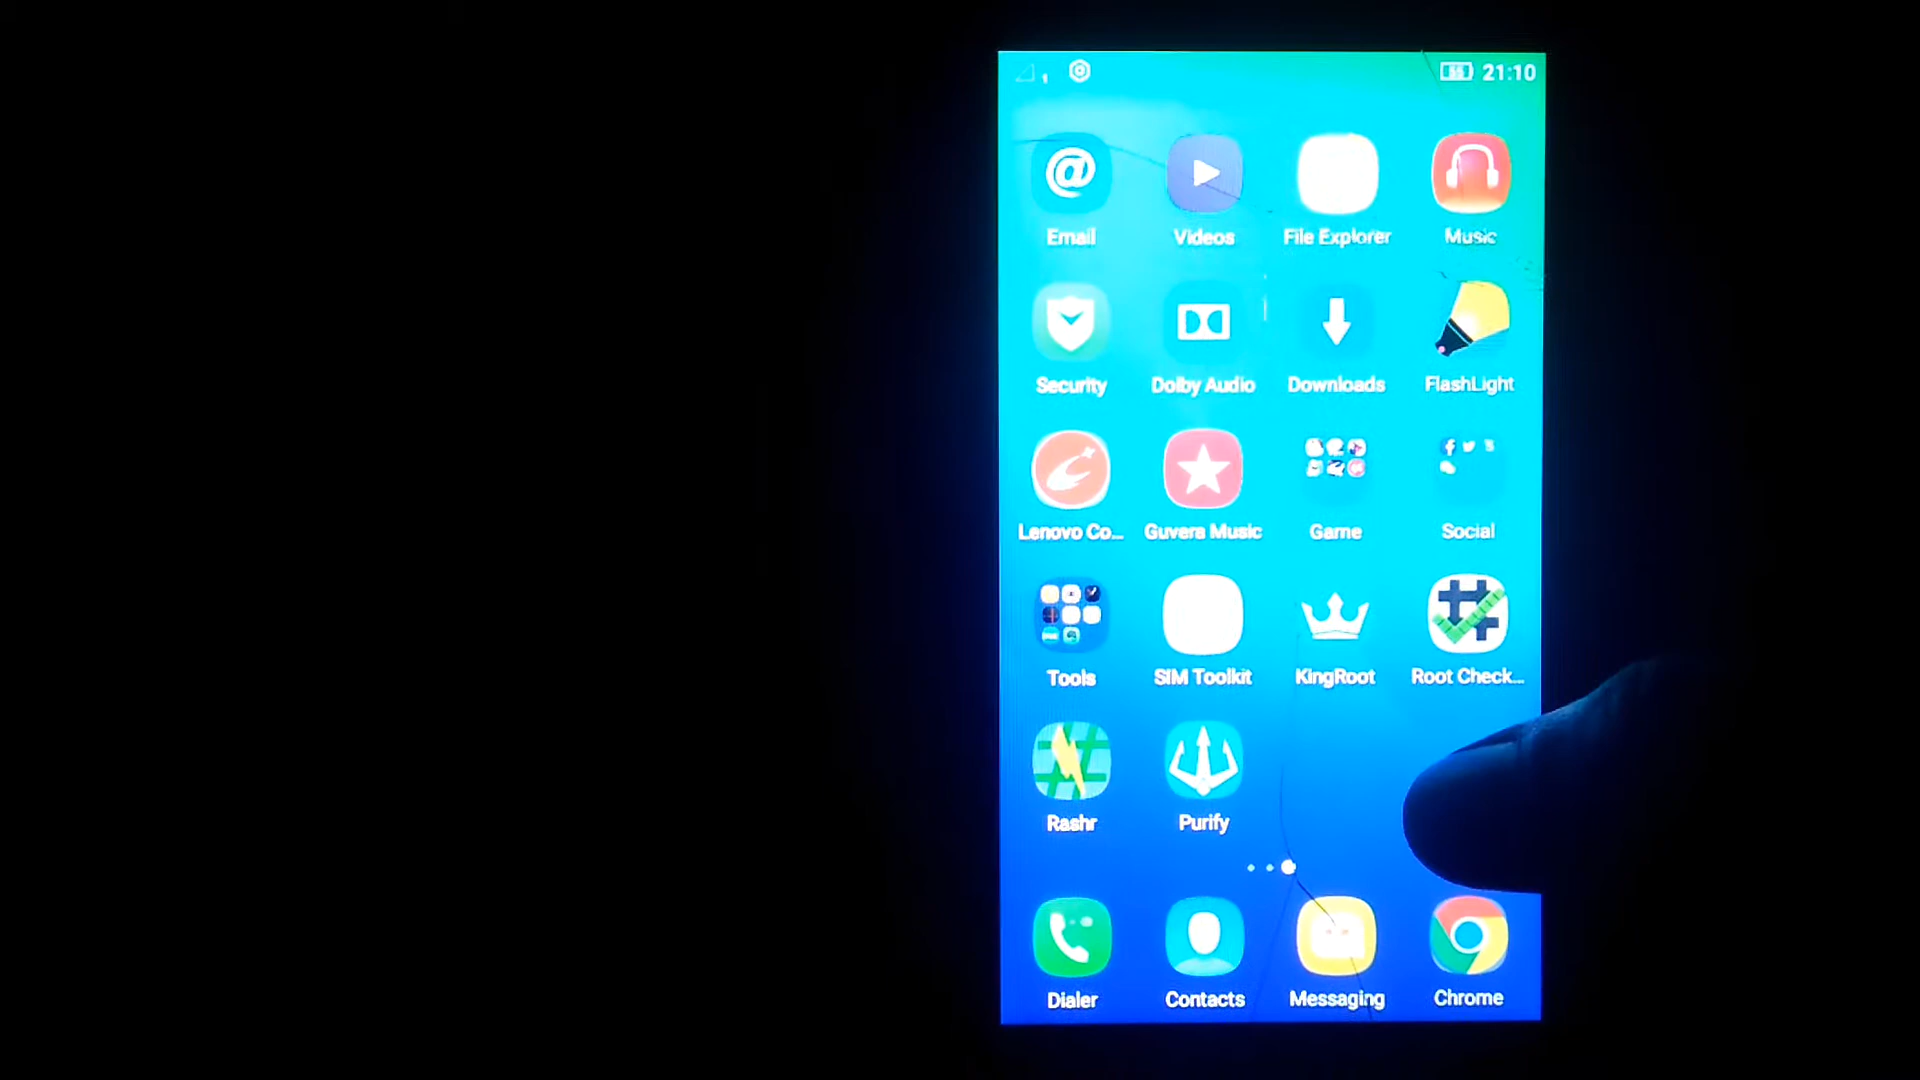 21:10
Email Videos File Explorer Music
Security Dolby Audio Downloads FlashLight
Lenovo Co... Guvera Music Game Social
Tools SIM Toolkit KingRoot Root Check...
Rashr Purify
Dialer Contacts Messaging Chrome